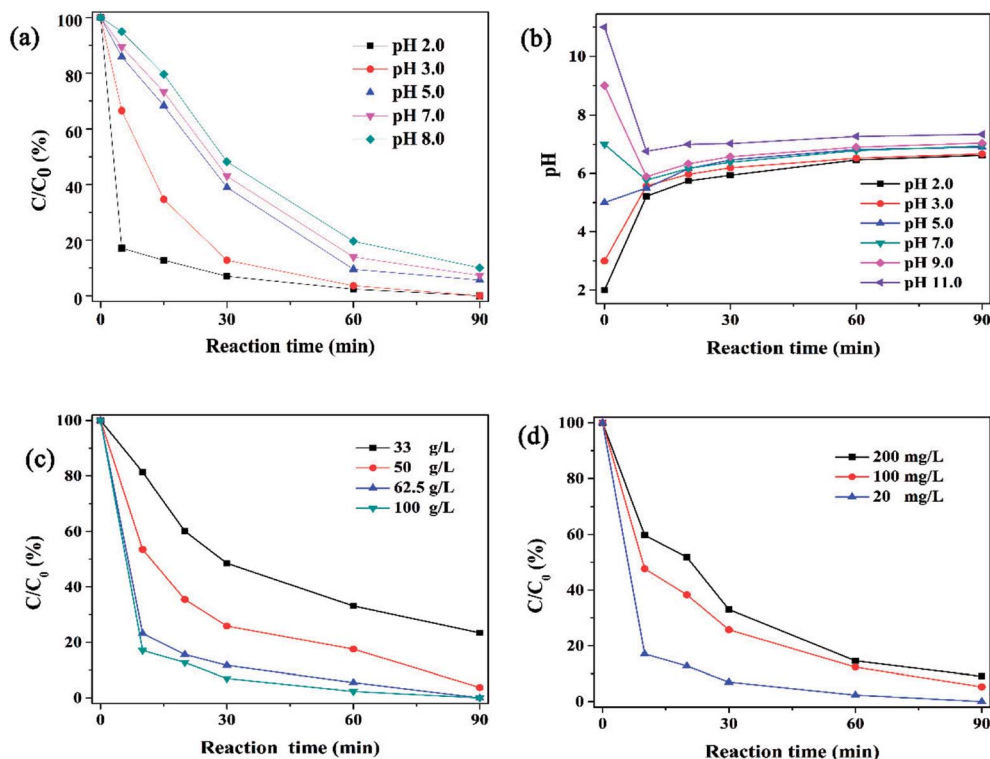 (a)
100
80
60
40
20
0
C/C0 (%)
pH 2.0
pH 3.0
pH 5.0
pH 7.0
pH 8.0
0 30 60 90
Reaction time (min)
(b)
10
8
6
4
2
pH
pH 2.0
pH 3.0
pH 5.0
pH 7.0
pH 9.0
pH 11.0
0 30 60 90
Reaction time (min)
(c)
100
80
60
40
20
0
C/C0 (%)
33 g/L
50 g/L
62.5 g/L
100 g/L
0 30 60 90
Reaction time (min)
(d)
100
80
60
40
20
0
C/C0 (%)
200 mg/L
100 mg/L
20 mg/L
0 30 60 90
Reaction time (min)